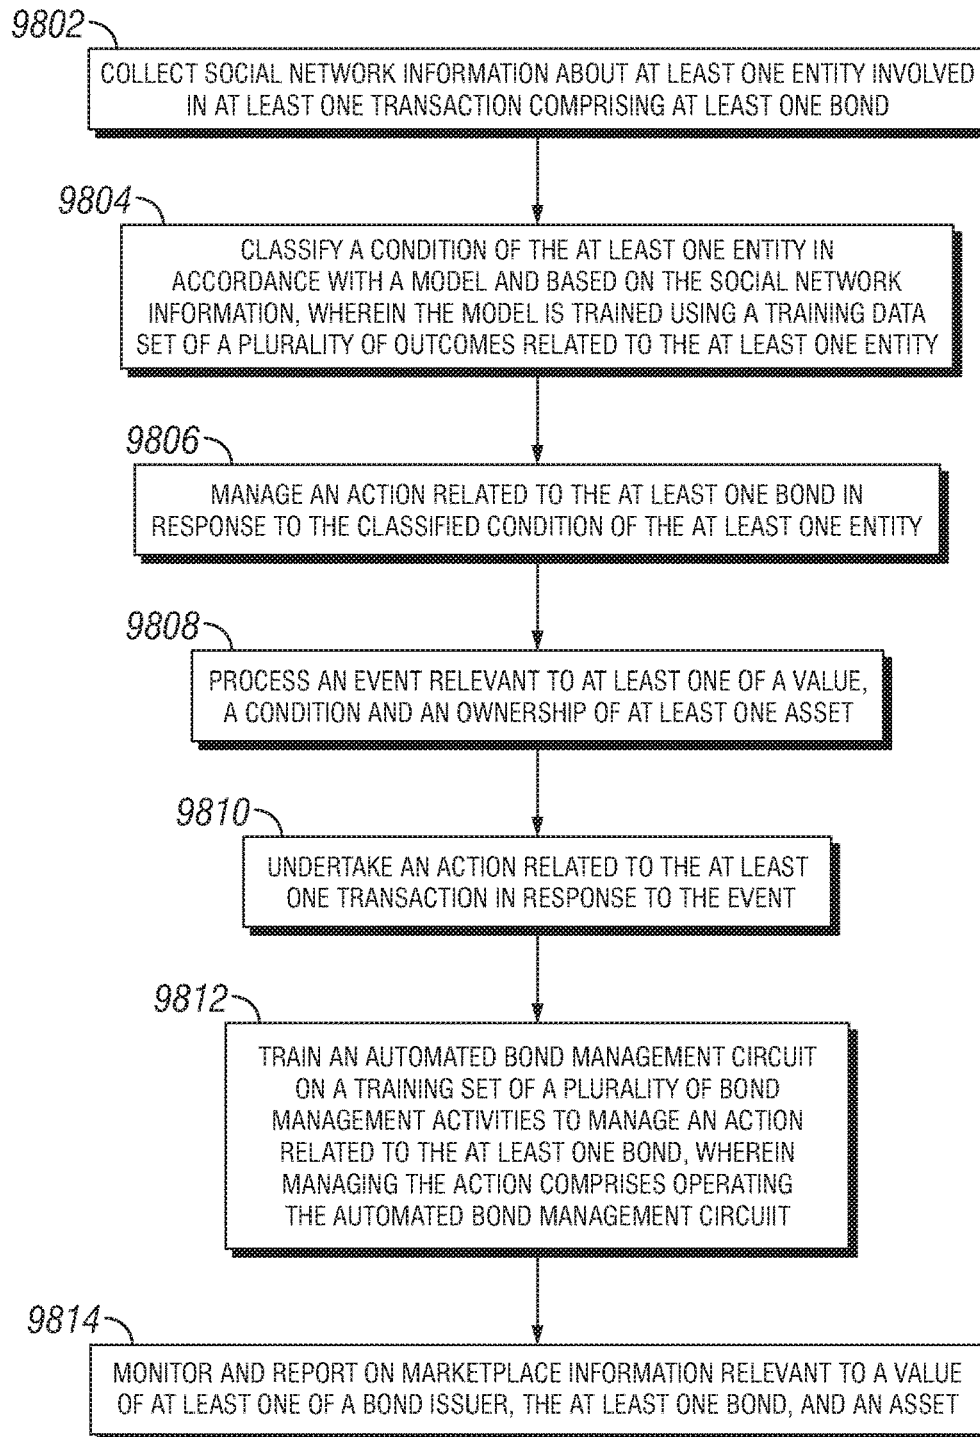 9802
COLLECT SOCIAL NETWORK INFORMATION ABOUT AT LEAST ONE ENTITY INVOLVED
IN AT LEAST ONE TRANSACTION COMPRISING AT LEAST ONE BOND
9804
CLASSIFY A CONDITION OF THE AT LEAST ONE ENTITY IN
ACCORDANCE WITH A MODEL AND BASED ON THE SOCIAL NETWORK
INFORMATION, WHEREIN THE MODEL IS TRAINED USING A TRAINING DATA
SET OF A PLURALITY OF OUTCOMES RELATED TO THE AT LEAST ONE ENTITY
9806
MANAGE AN ACTION RELATED TO THE AT LEAST ONE BOND IN
RESPONSE TO THE CLASSIFIED CONDITION OF THE AT LEAST ONE ENTITY
9808
PROCESS AN EVENT RELEVANT TO AT LEAST ONE OF A VALUE,
A CONDITION AND AN OWNERSHIP OF AT LEAST ONE ASSET
9810
UNDERTAKE AN ACTION RELATED TO THE AT LEAST
ONE TRANSACTION IN RESPONSE TO THE EVENT
9812
TRAIN AN AUTOMATED BOND MANAGEMENT CIRCUIT
ON A TRAINING SET OF A PLURALITY OF BOND
MANAGEMENT ACTIVITIES TO MANAGE AN ACTION
RELATED TO THE AT LEAST ONE BOND, WHEREIN
MANAGING THE ACTION COMPRISES OPERATING
THE AUTOMATED BOND MANAGEMENT CIRCUIIT
9814
MONITOR AND REPORT ON MARKETPLACE INFORMATION RELEVANT TO A VALUE
OF AT LEAST ONE OF A BOND ISSUER, THE AT LEAST ONE BOND, AND AN ASSET